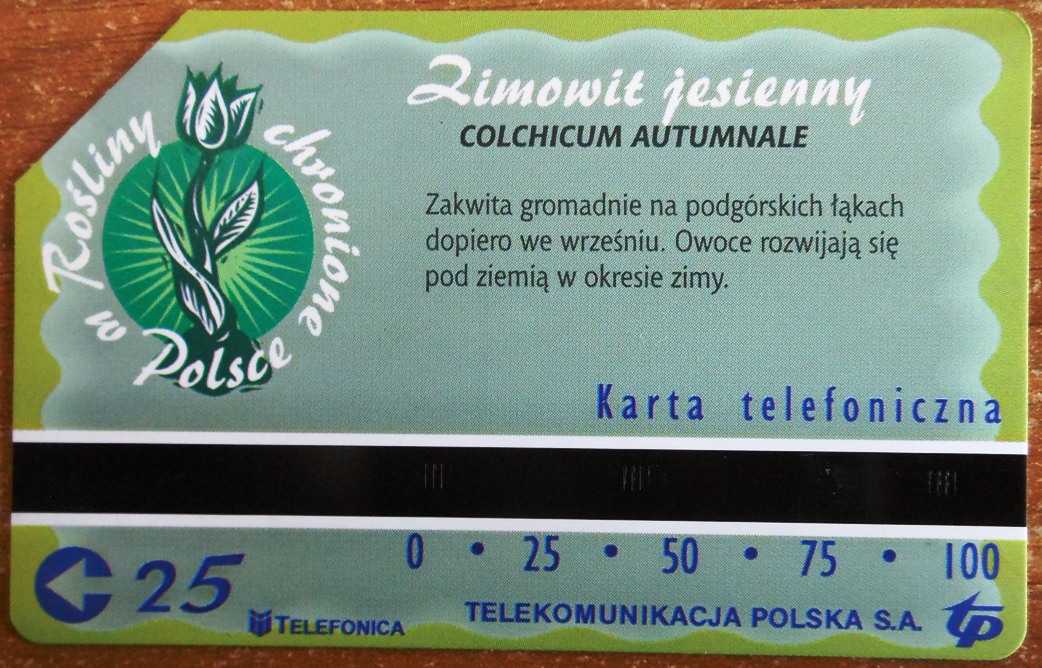 Rośliny
chronione
w Polsce
Zimowit jesienny
COLCHICUM AUTUMNALE
Zakwita gromadnie na podgórskich łąkach
dopiero we wrześniu. Owoce rozwijają się
pod ziemią w okresie zimy.
Karta telefoniczna
0 • 25 • 50 • 75 • 100
25
TELEFONICA
TELEKOMUNIKACJA POLSKA S.A.
tp